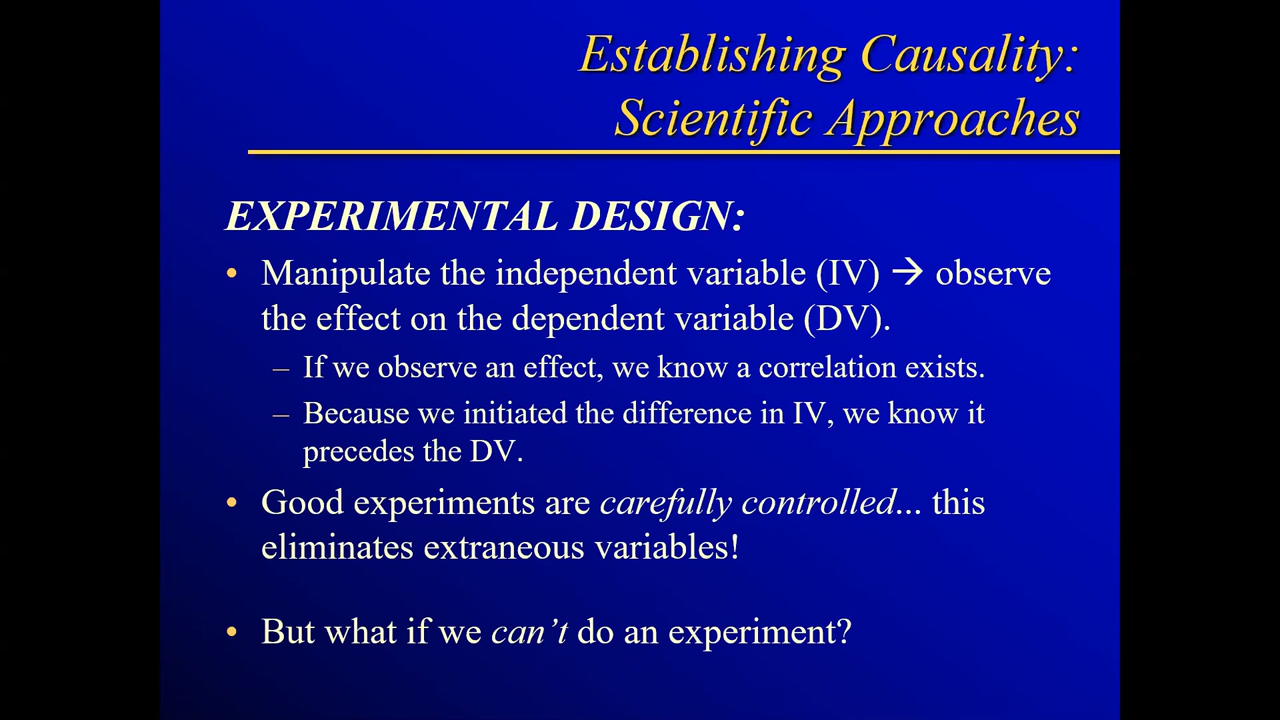 Establishing Causality:
Scientific Approaches
EXPERIMENTAL DESIGN:
• Manipulate the independent variable (IV) → observe
the effect on the dependent variable (DV).
– If we observe an effect, we know a correlation exists.
– Because we initiated the difference in IV, we know it
precedes the DV.
• Good experiments are carefully controlled... this
eliminates extraneous variables!
• But what if we can’t do an experiment?